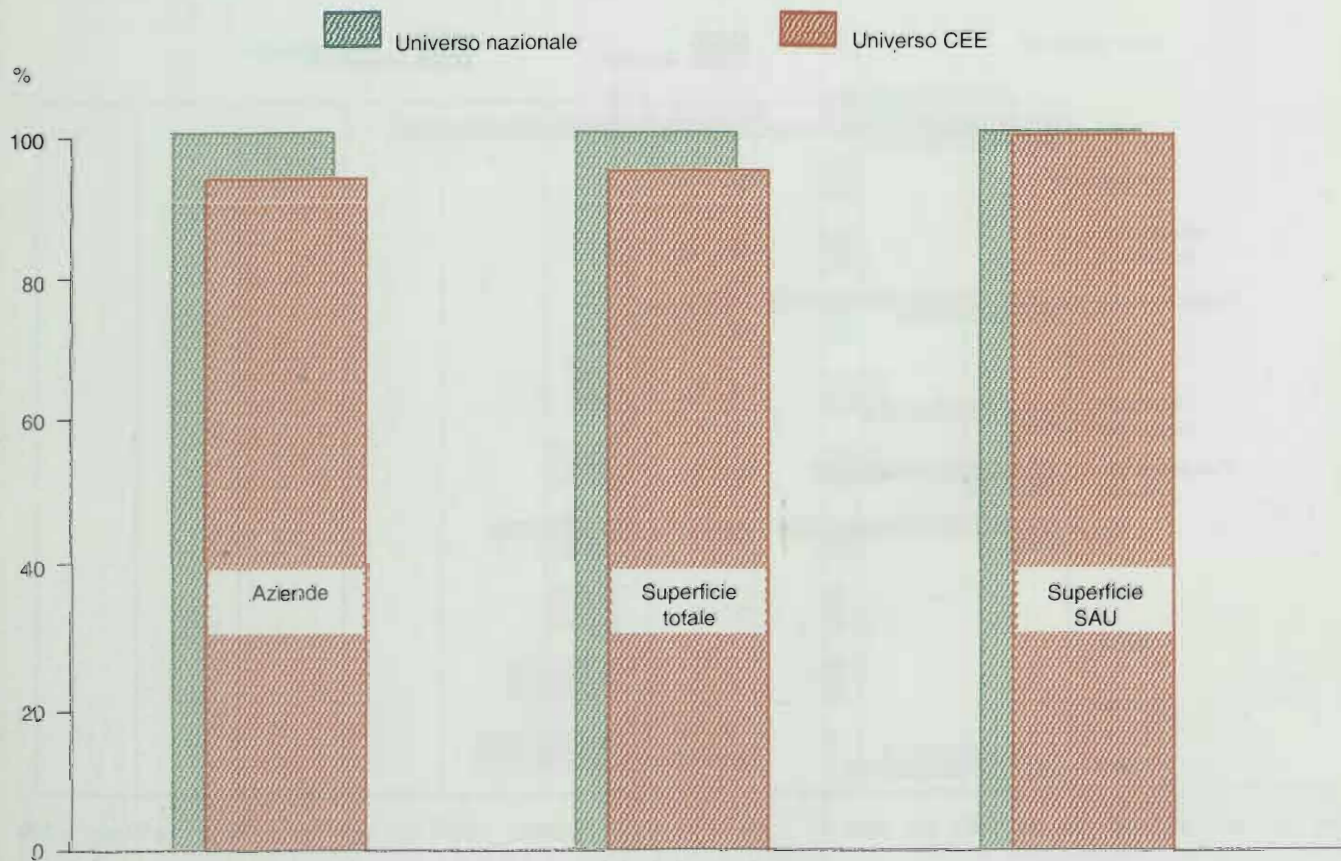 Universo nazionale
Universo CEE
%
100
80
60
40
20
0
Aziende
Superficie
totale
Superficie
SAU